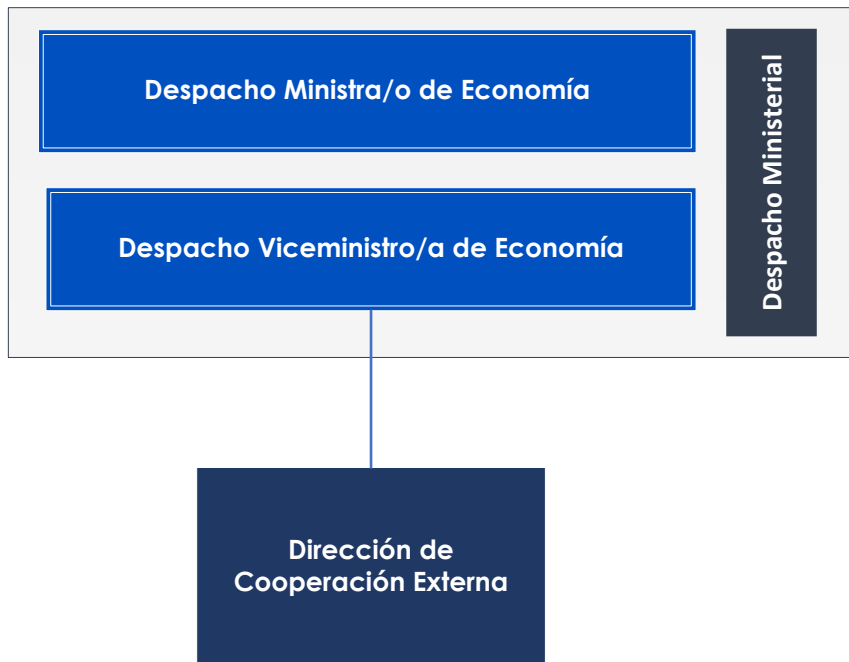 Despacho Ministra/o de Economía
Despacho Viceministro/a de Economía
Despacho Ministerial
Dirección de
Cooperación Externa